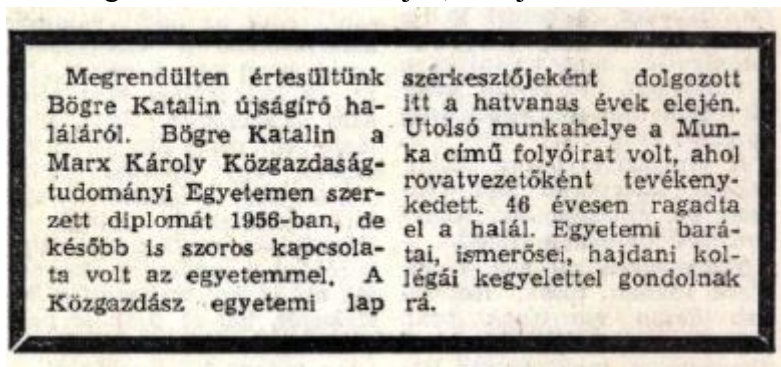 Megrendülten értesültünk
Bögre Katalin újságíró ha-
láláról. Bögre Katalin a
Marx Károly Közgazdaság-
tudományi Egyetemen szer-
zett diplomát 1956-ban, de
később is szoros kapcsola-
ta volt az egyetemmel. A
Közgazdász egyetemi lap
szérkesztőjeként dolgozott
itt a hatvanas évek elején.
Utolsó munkahelye a Mun-
ka című folyóirat volt, ahol
rovatvezetőként tevékeny-
kedett. 46 évesen ragadta
el a halál. Egyetemi bará-
tai, ismerősei, hajdani kol-
légái kegyelettel gondolnak
rá.